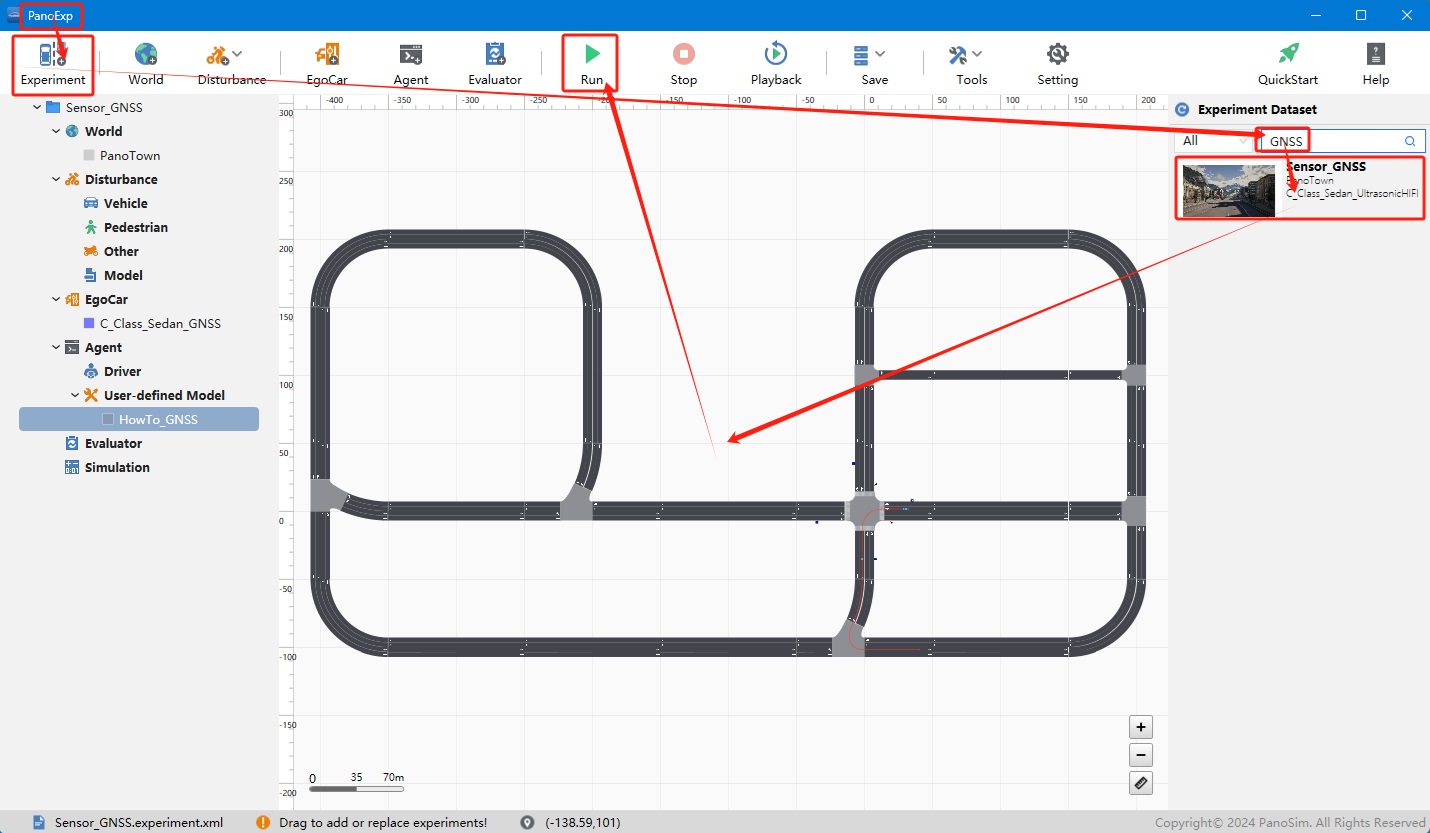 PanoExp
Experiment
World
Disturbance
EgoCar
Agent
Evaluator
Run
Stop
Playback
Save
Tools
Setting
QuickStart
Help
Sensor_GNSS
World
PanoTown
Disturbance
Vehicle
Pedestrian
Other
Model
EgoCar
C_Class_Sedan_GNSS
Agent
Driver
User-defined Model
HowTo_GNSS
Evaluator
Simulation
-400 -350 -300 -250 -200 -150 -100 -50 0 50 100 150 200
300
250
200
150
100
50
0
-50
-100
-150
-200
0 35 70m
Experiment Dataset
All
GNSS
Sensor_GNSS
PanoTown
C_Class_Sedan_UltrasonicHIFI
+
−
Sensor_GNSS.experiment.xml
Drag to add or replace experiments!
(-138.59,101)
Copyright© 2024 PanoSim. All Rights Reserved